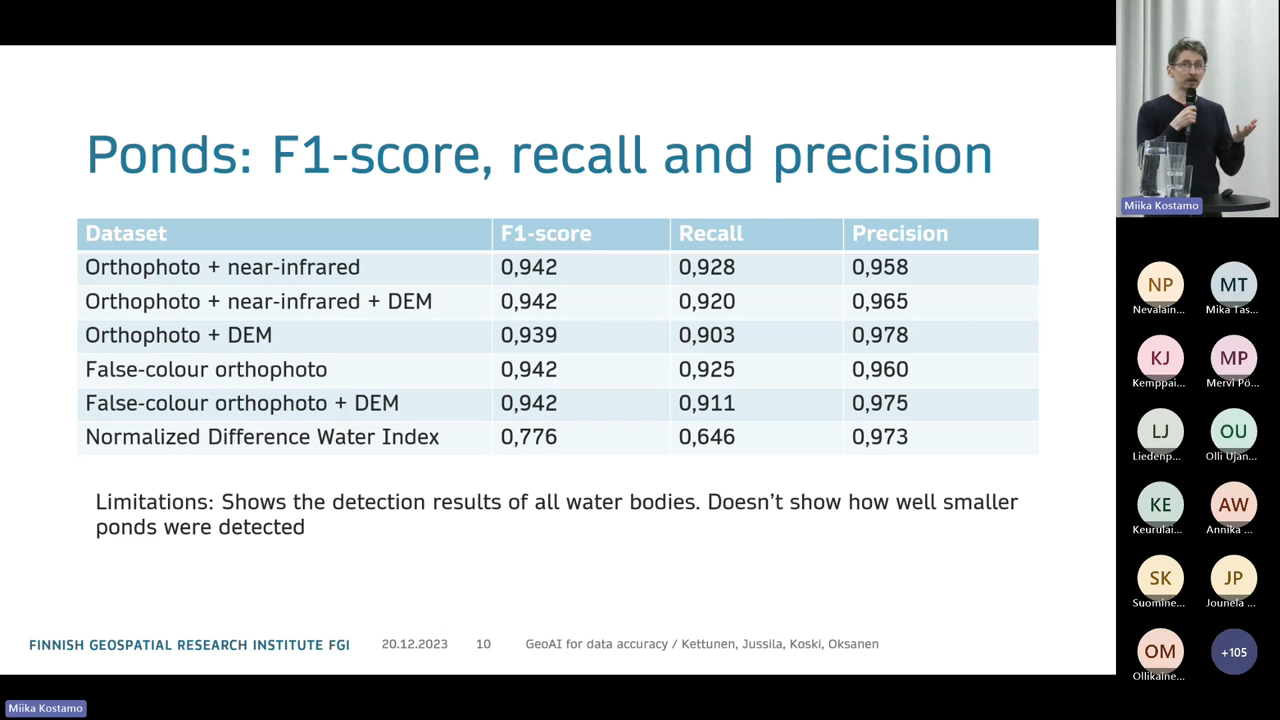 Ponds: F1-score, recall and precision
Dataset F1-score Recall Precision
Orthophoto + near-infrared 0,942 0,928 0,958
Orthophoto + near-infrared + DEM 0,942 0,920 0,965
Orthophoto + DEM 0,939 0,903 0,978
False-colour orthophoto 0,942 0,925 0,960
False-colour orthophoto + DEM 0,942 0,911 0,975
Normalized Difference Water Index 0,776 0,646 0,973
Limitations: Shows the detection results of all water bodies. Doesn’t show how well smaller
ponds were detected
FINNISH GEOSPATIAL RESEARCH INSTITUTE FGI 20.12.2023 10 GeoAI for data accuracy / Kettunen, Jussila, Koski, Oksanen
Miika Kostamo
Miika Kostamo
NP MT
Nevalain... Mika Tas...
KJ MP
Kemppai... Mervi Pö...
LJ OU
Liedenp... Olli Ujan...
KE AW
Keurulai... Annika ...
SK JP
Suomine... Jounela ...
OM +105
Ollikaine...